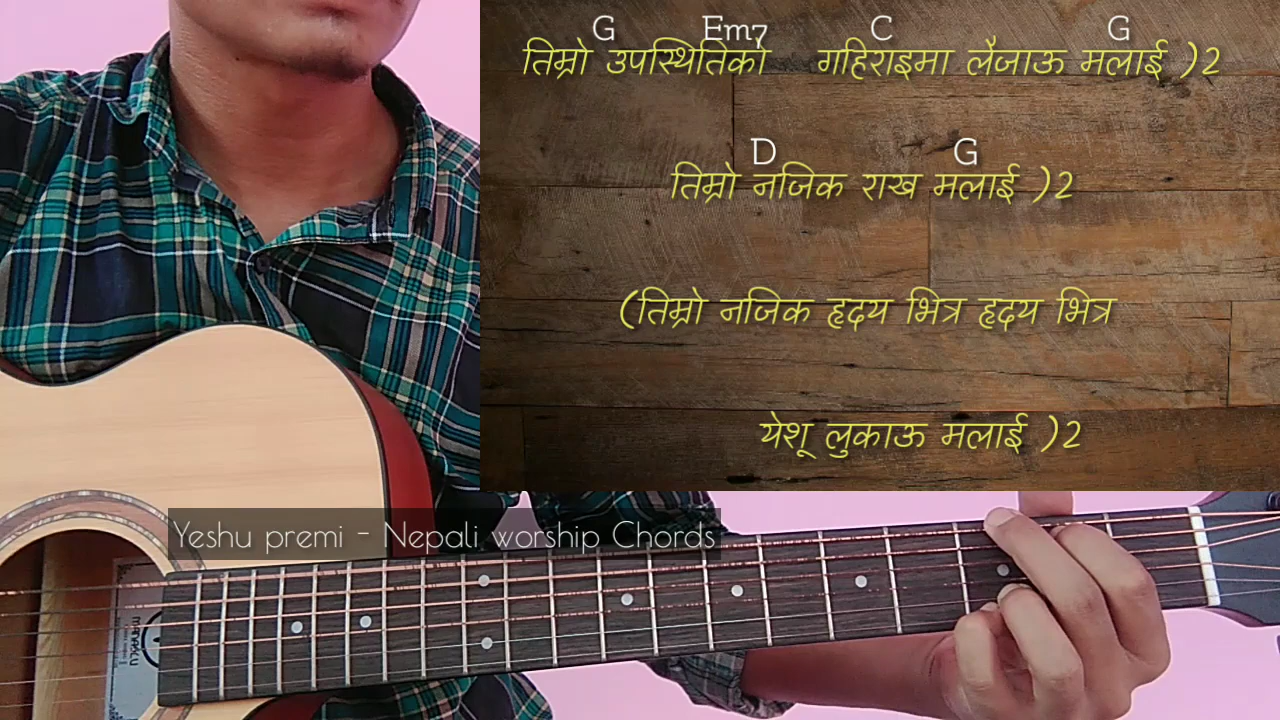 G Em7 C G
तिम्रो उपस्थितिको गहिराइमा लैजाऊ मलाई )2
D G
तिम्रो नजिक राख मलाई )2
(तिम्रो नजिक हृदय भित्र हृदय भित्र
येशू लुकाऊ मलाई )2
Yeshu premi - Nepali worship Chords